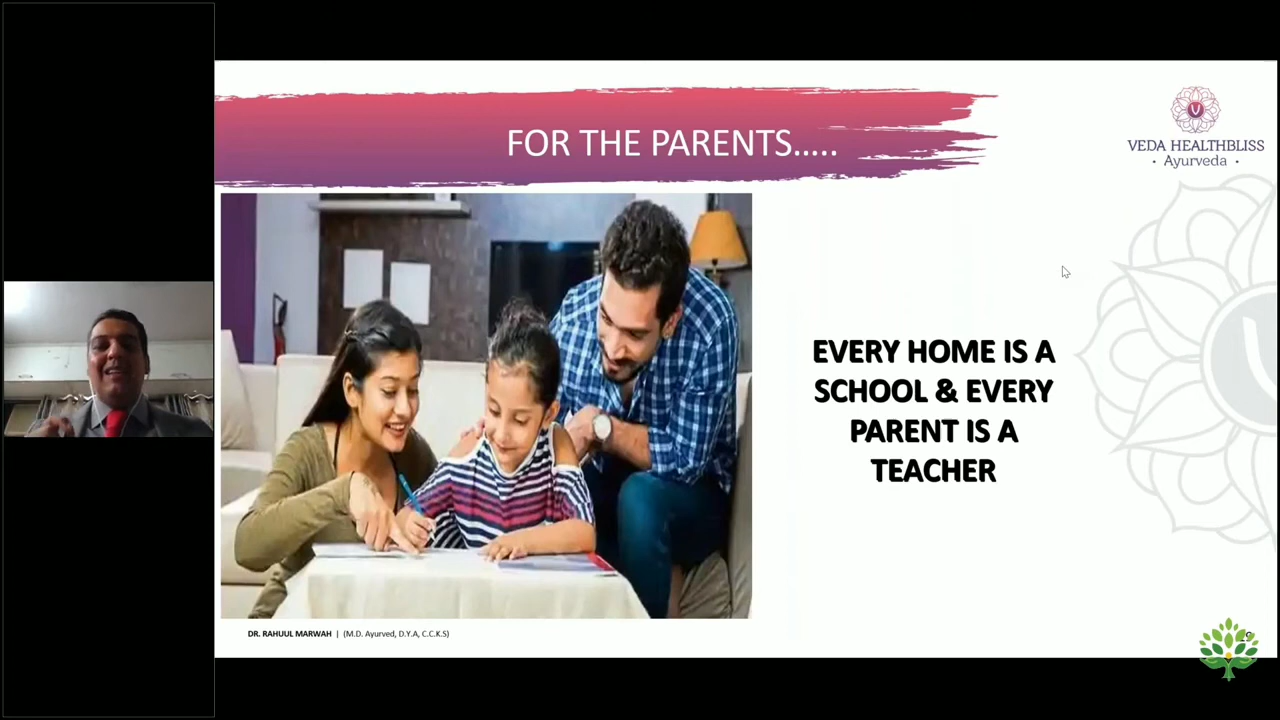 FOR THE PARENTS.....
VEDA HEALTHBLISS
• Ayurveda •
EVERY HOME IS A
SCHOOL & EVERY
PARENT IS A
TEACHER
DR. RAHUUL MARWAH | (M.D. Ayurved, D.Y.A, C.C.K.S)